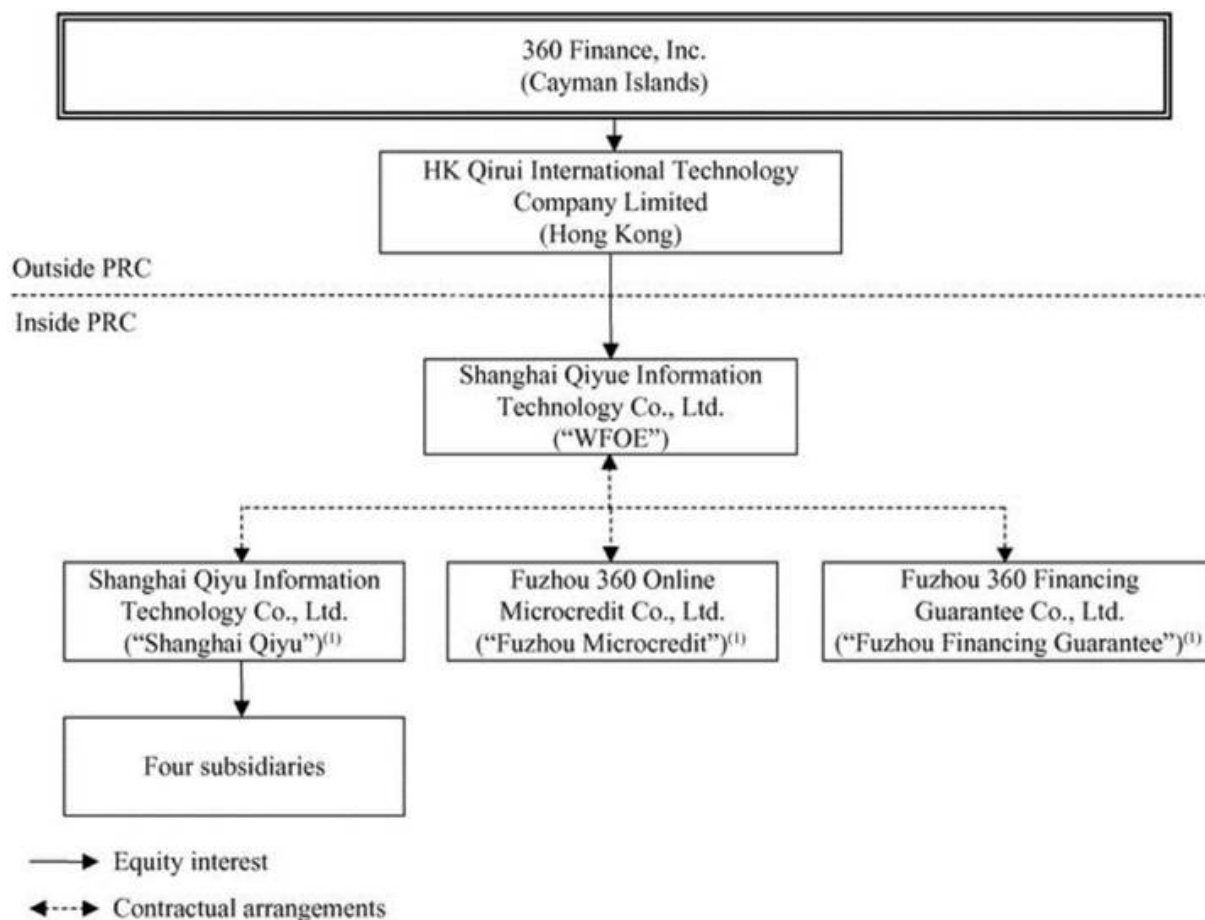 360 Finance, Inc.
(Cayman Islands)
HK Qirui International Technology
Company Limited
(Hong Kong)
Outside PRC
Inside PRC
Shanghai Qiyue Information
Technology Co., Ltd.
(“WFOE”)
Shanghai Qiyu Information
Technology Co., Ltd.
(“Shanghai Qiyu”)(1)
Fuzhou 360 Online
Microcredit Co., Ltd.
(“Fuzhou Microcredit”)(1)
Fuzhou 360 Financing
Guarantee Co., Ltd.
(“Fuzhou Financing Guarantee”)(1)
Four subsidiaries
Equity interest
Contractual arrangements